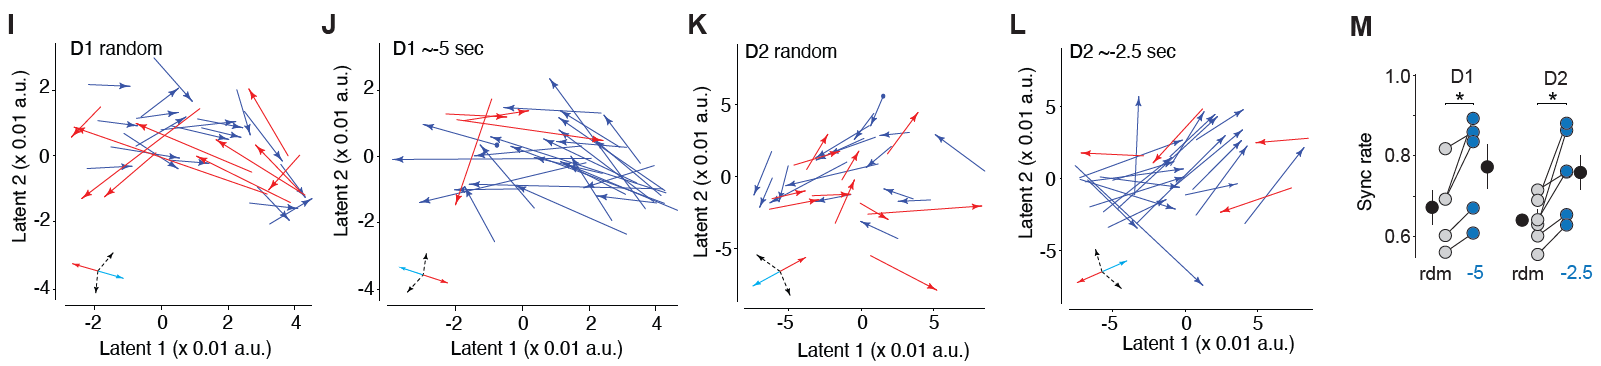 I
D1 random
Latent 2 (x 0.01 a.u.)
2
0
-2
-4
-2
0
2
4
Latent 1 (x 0.01 a.u.)
J
D1 ~-5 sec
Latent 2 (x 0.01 a.u.)
2
0
-2
-4
-2
0
2
4
Latent 1 (x 0.01 a.u.)
K
D2 random
Latent 2 (x 0.01 a.u.)
5
0
-5
-5
0
5
Latent 1 (x 0.01 a.u.)
L
D2 ~-2.5 sec
Latent 2 (x 0.01 a.u.)
5
0
-5
-5
0
5
Latent 1 (x 0.01 a.u.)
M
D1
D2
*
*
Sync rate
1.0
0.8
0.6
rdm -5 rdm -2.5